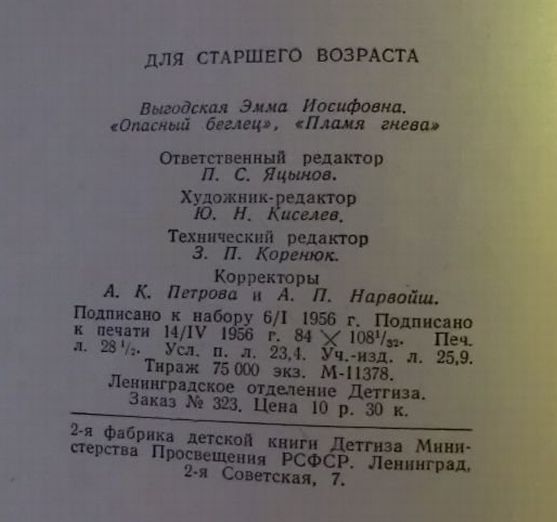 ДЛЯ СТАРШЕГО ВОЗРАСТА
Выгодская Эмма Иосифовна.
«Опасный беглец», «Пламя гнева»
Ответственный редактор
П. С. Яцынов.
Художник-редактор
Ю. Н. Киселев.
Технический редактор
З. П. Коренюк.
Корректоры
А. К. Петрова и А. П. Нарвойш.
Подписано к набору 6/I 1956 г. Подписано
к печати 14/IV 1956 г. 84 × 108¹/₃₂. Печ.
л. 28¹/₂. Усл. п. л. 23,4. Уч.-изд. л. 25,9.
Тираж 75 000 экз. М-11378.
Ленинградское отделение Детгиза.
Заказ № 323. Цена 10 р. 30 к.
2-я фабрика детской книги Детгиза Мини-
стерства Просвещения РСФСР. Ленинград,
2-я Советская, 7.